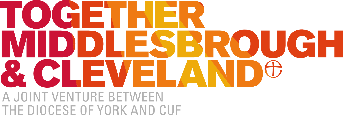 TOGETHER
MIDDLESBROUGH
& CLEVELAND
A JOINT VENTURE BETWEEN
THE DIOCESE OF YORK AND CUF